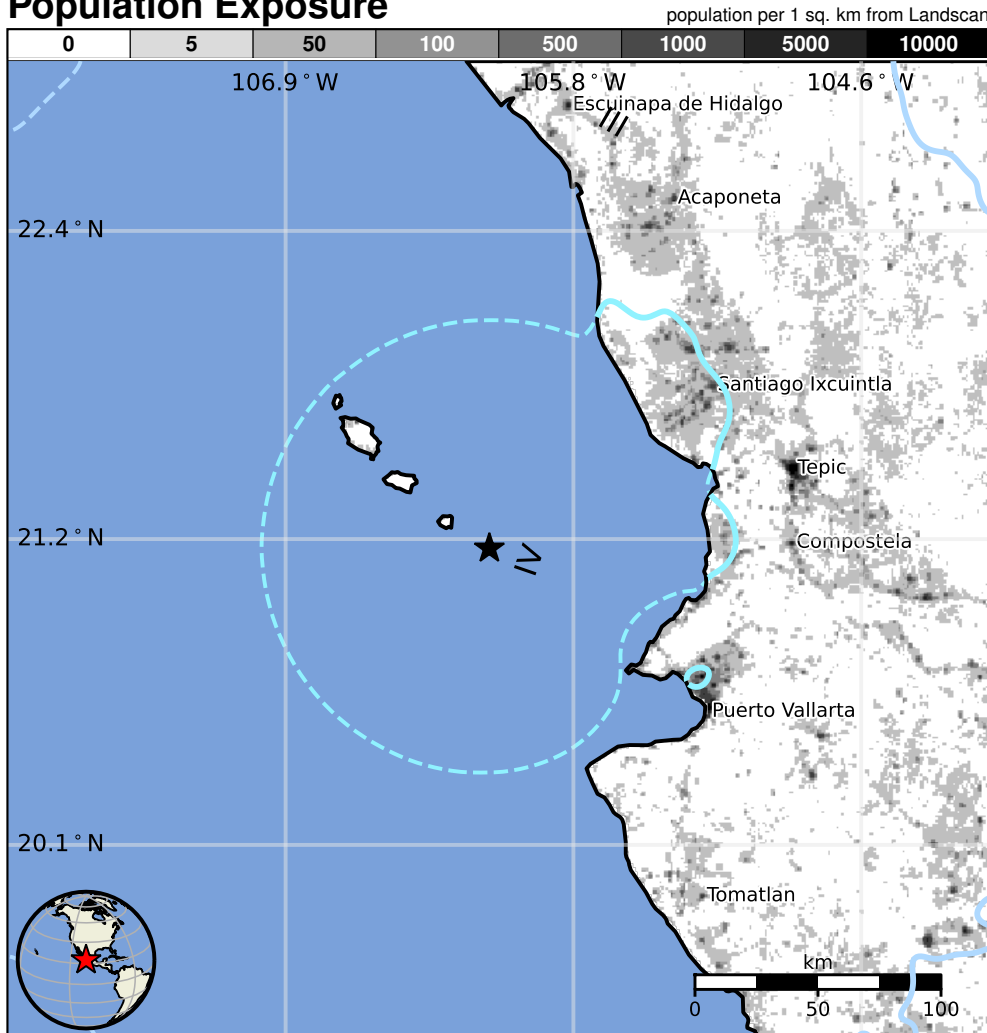 Population Exposure
population per 1 sq. km from Landscan
0 5 50 100 500 1000 5000 10000
106.9°W 105.8°W 104.6°W
Escuinapa de Hidalgo
III
Acaponeta
22.4°N
Santiago Ixcuintla
Tepic
21.2°N
Compostela
IV
Puerto Vallarta
20.1°N
Tomatlan
km
0 50 100